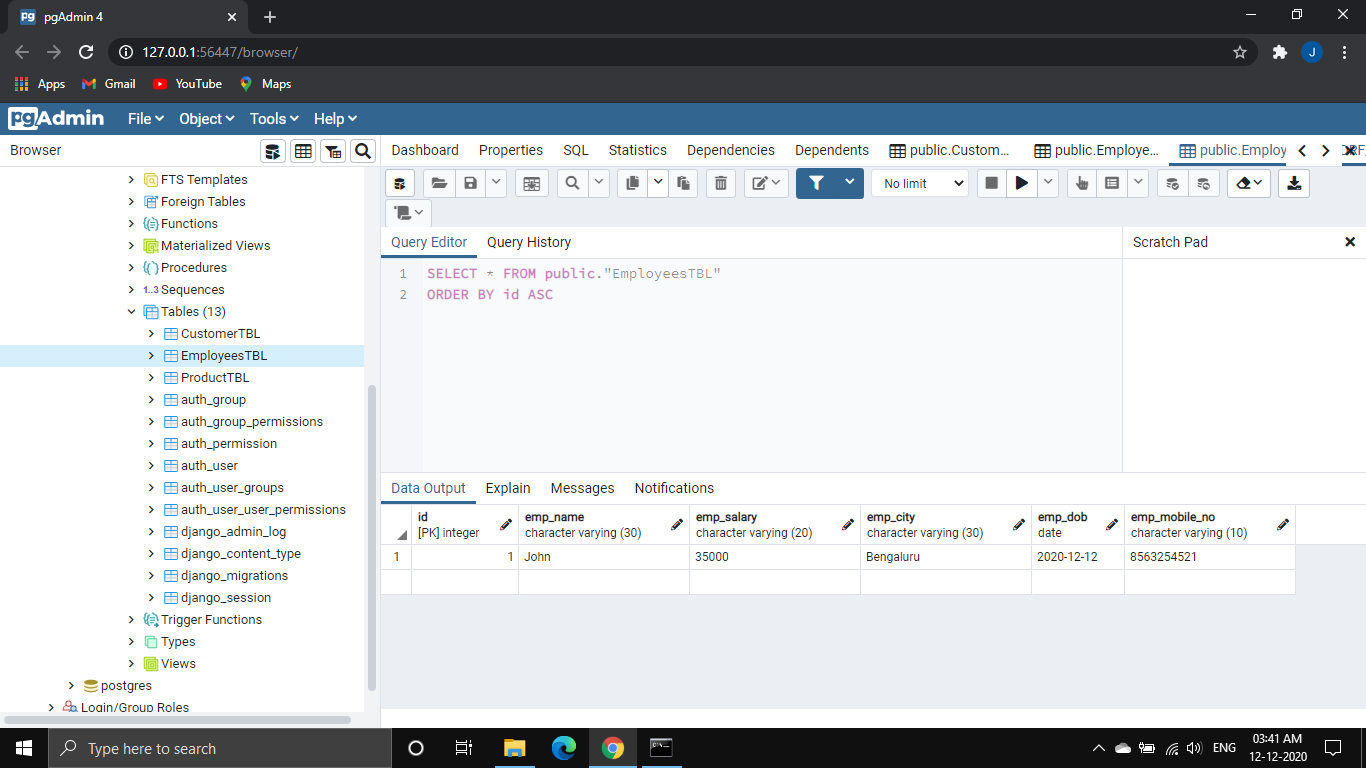 pgAdmin 4
127.0.0.1:56447/browser/
J
Apps Gmail YouTube Maps
pgAdmin File Object Tools Help
Browser
Dashboard Properties SQL Statistics Dependencies Dependents public.Custom... public.Employe... public.Employ
No limit
FTS Templates
Foreign Tables
Functions
Materialized Views
Procedures
1..3 Sequences
Tables (13)
CustomerTBL
EmployeesTBL
ProductTBL
auth_group
auth_group_permissions
auth_permission
auth_user
auth_user_groups
auth_user_user_permissions
django_admin_log
django_content_type
django_migrations
django_session
Trigger Functions
Types
Views
postgres
Login/Group Roles
Query Editor Query History
Scratch Pad
1 SELECT * FROM public."EmployeesTBL"
2 ORDER BY id ASC
Data Output Explain Messages Notifications
id emp_name emp_salary emp_city emp_dob emp_mobile_no
[PK] integer character varying (30) character varying (20) character varying (30) date character varying (10)
1 1 John 35000 Bengaluru 2020-12-12 8563254521
Type here to search
ENG
03:41 AM
12-12-2020